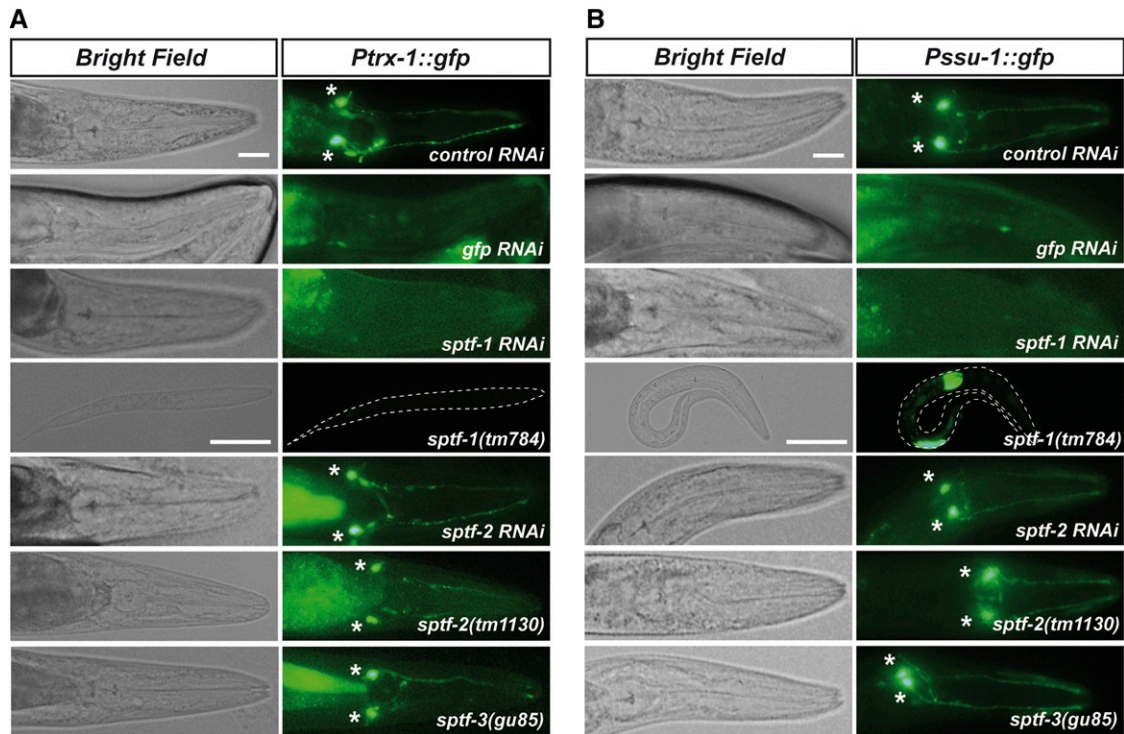 A
B
Bright Field
Ptrx-1::gfp
Bright Field
Pssu-1::gfp
*
*
control RNAi
*
*
control RNAi
gfp RNAi
gfp RNAi
sptf-1 RNAi
sptf-1 RNAi
sptf-1(tm784)
sptf-1(tm784)
*
*
sptf-2 RNAi
*
*
sptf-2 RNAi
*
*
sptf-2(tm1130)
*
*
sptf-2(tm1130)
*
*
sptf-3(gu85)
*
*
sptf-3(gu85)